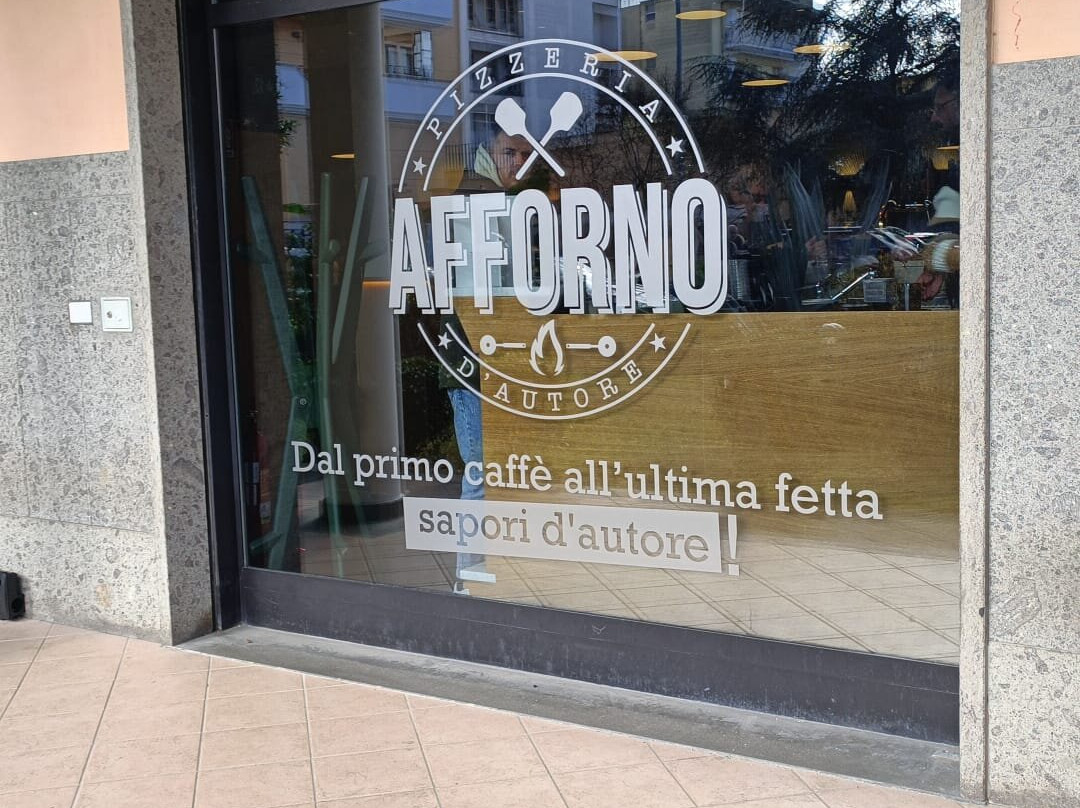 PIZZERIA
AFFORNO
D'AUTORE
Dal primo caffè all'ultima fetta
sapori d'autore!